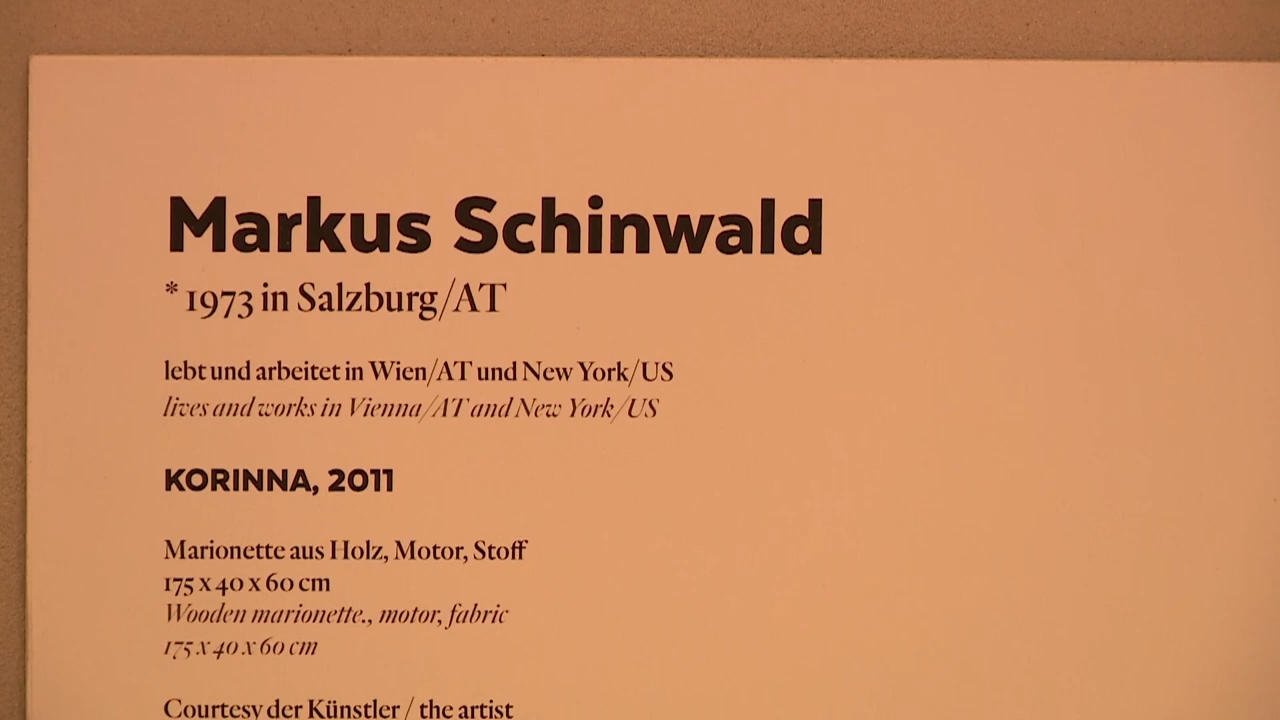 Markus Schinwald
* 1973 in Salzburg/AT
lebt und arbeitet in Wien/AT und New York/US
lives and works in Vienna/AT and New York/US
KORINNA, 2011
Marionette aus Holz, Motor, Stoff
175 x 40 x 60 cm
Wooden marionette., motor, fabric
175 x 40 x 60 cm
Courtesy der Künstler / the artist